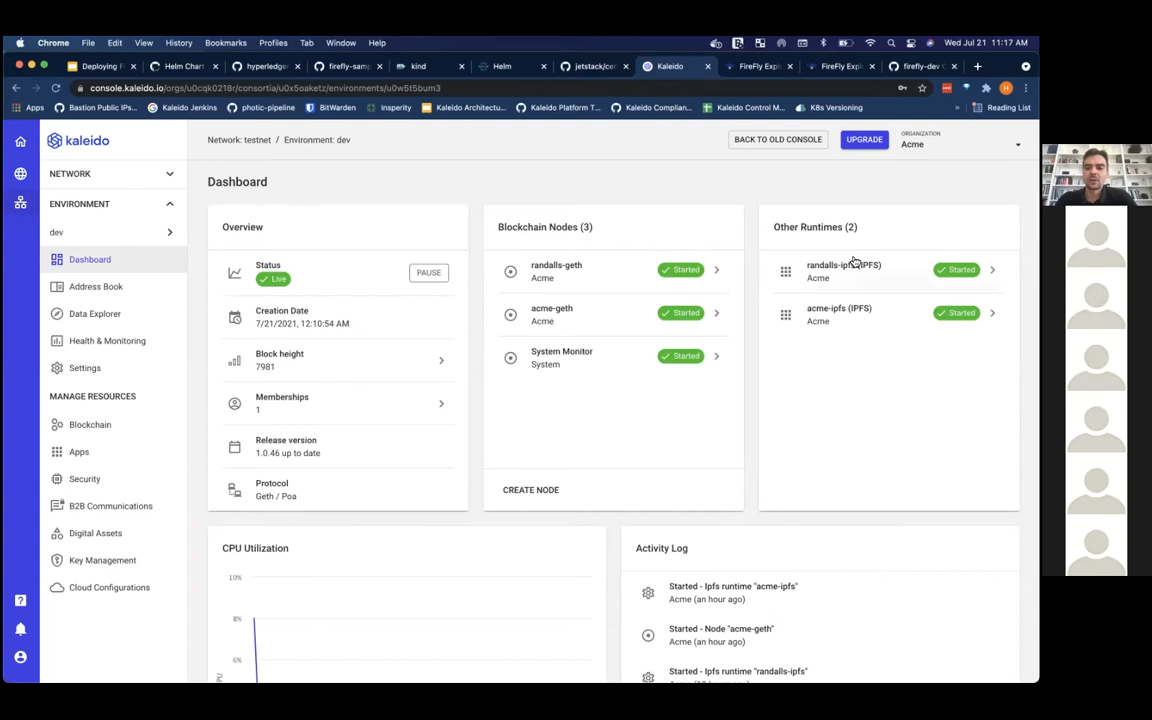 Chrome File Edit View History Bookmarks Profiles Tab Window Help Wed Jul 21 11:17 AM
Deploying F Helm Chart hyperledger firefly-sam kind Helm jetstack/cer Kaleido FireFly Expl FireFly Expl firefly-dev
console.kaleido.io/orgs/u0cqk0218r/consortia/u0x5oaketz/environments/u0w5t5bum3
Apps Bastion Public IPs... Kaleido Jenkins photic-pipeline BitWarden Insperity Kaleido Architectu... Kaleido Platform T... Kaleido Complian... Kaleido Control M... K8s Versioning » Reading List
kaleido
Network: testnet / Environment: dev
BACK TO OLD CONSOLE
UPGRADE
ORGANIZATION
Acme
NETWORK
ENVIRONMENT
dev
Dashboard
Address Book
Data Explorer
Health & Monitoring
Settings
MANAGE RESOURCES
Blockchain
Apps
Security
B2B Communications
Digital Assets
Key Management
Cloud Configurations
Dashboard
Overview
Status
Live
PAUSE
Creation Date
7/21/2021, 12:10:54 AM
Block height
7981
Memberships
1
Release version
1.0.46 up to date
Protocol
Geth / Poa
Blockchain Nodes (3)
randalls-geth
Acme
Started
acme-geth
Acme
Started
System Monitor
System
Started
CREATE NODE
Other Runtimes (2)
randalls-ipfs (IPFS)
Acme
Started
acme-ipfs (IPFS)
Acme
Started
CPU Utilization
10%
8%
6%
Activity Log
Started - Ipfs runtime "acme-ipfs"
Acme (an hour ago)
Started - Node "acme-geth"
Acme (an hour ago)
Started - Ipfs runtime "randalls-ipfs"